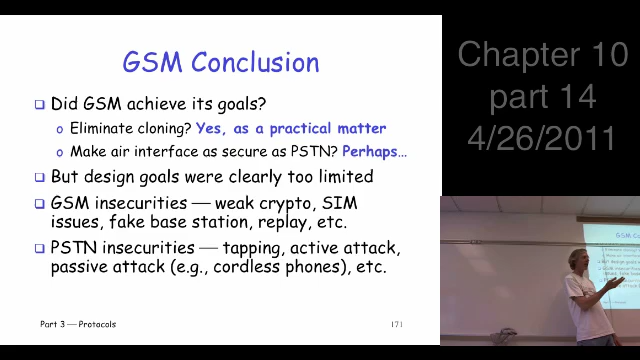 GSM Conclusion
Did GSM achieve its goals?
Eliminate cloning? Yes, as a practical matter
Make air interface as secure as PSTN? Perhaps…
But design goals were clearly too limited
GSM insecurities — weak crypto, SIM
issues, fake base station, replay, etc.
PSTN insecurities — tapping, active attack,
passive attack (e.g., cordless phones), etc.
Part 3 — Protocols
171
Chapter 10
part 14
4/26/2011